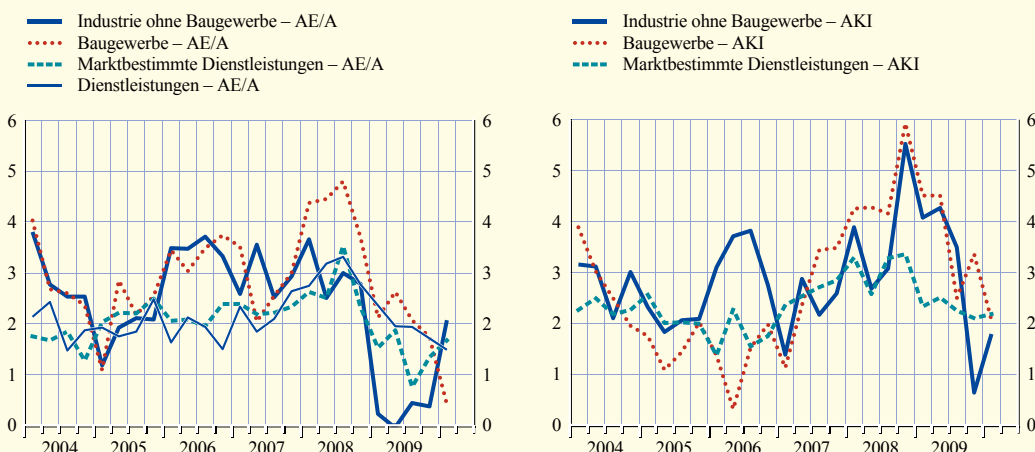 Industrie ohne Baugewerbe – AE/A
Baugewerbe – AE/A
Marktbestimmte Dienstleistungen – AE/A
Dienstleistungen – AE/A
6 6
5 5
4 4
3 3
2 2
1 1
0 0
2004 2005 2006 2007 2008 2009
Industrie ohne Baugewerbe – AKI
Baugewerbe – AKI
Marktbestimmte Dienstleistungen – AKI
6 6
5 5
4 4
3 3
2 2
1 1
0 0
2004 2005 2006 2007 2008 2009